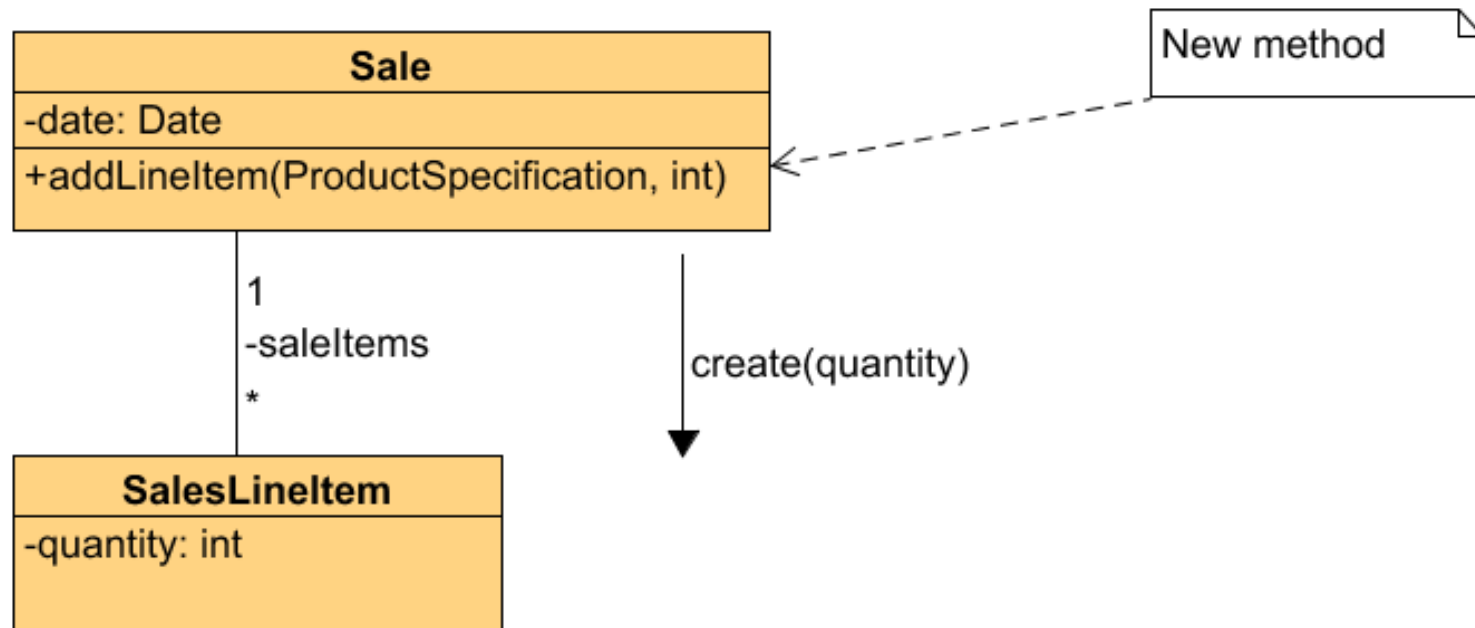 Sale
-date: Date
+addLineItem(ProductSpecification, int)
New method
1
-saleItems
*
create(quantity)
SalesLineItem
-quantity: int